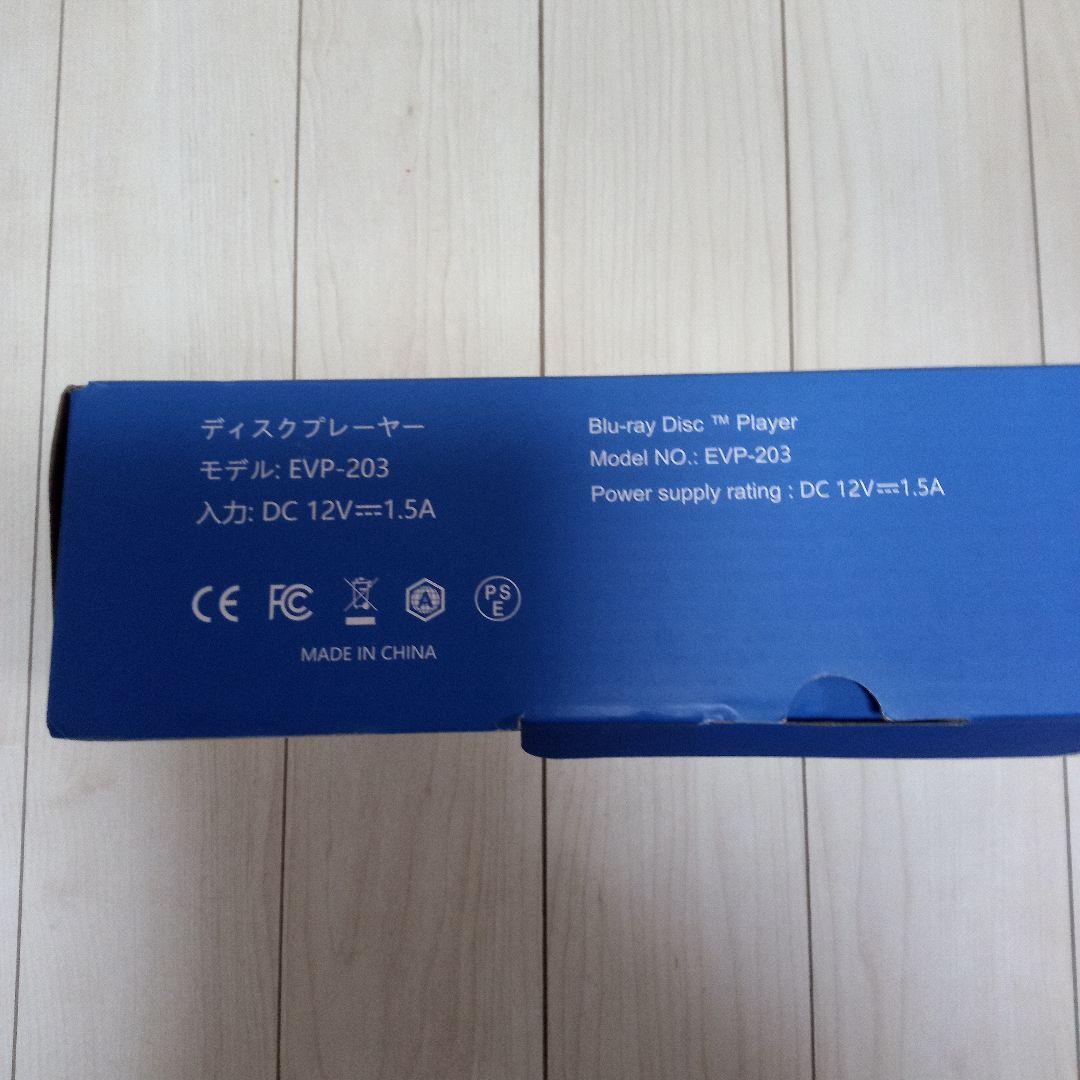 ディスクプレーヤー
モデル: EVP-203
入力: DC 12V⎓1.5A
CE FC A PSE
MADE IN CHINA
Blu-ray Disc ™ Player
Model NO.: EVP-203
Power supply rating : DC 12V⎓1.5A